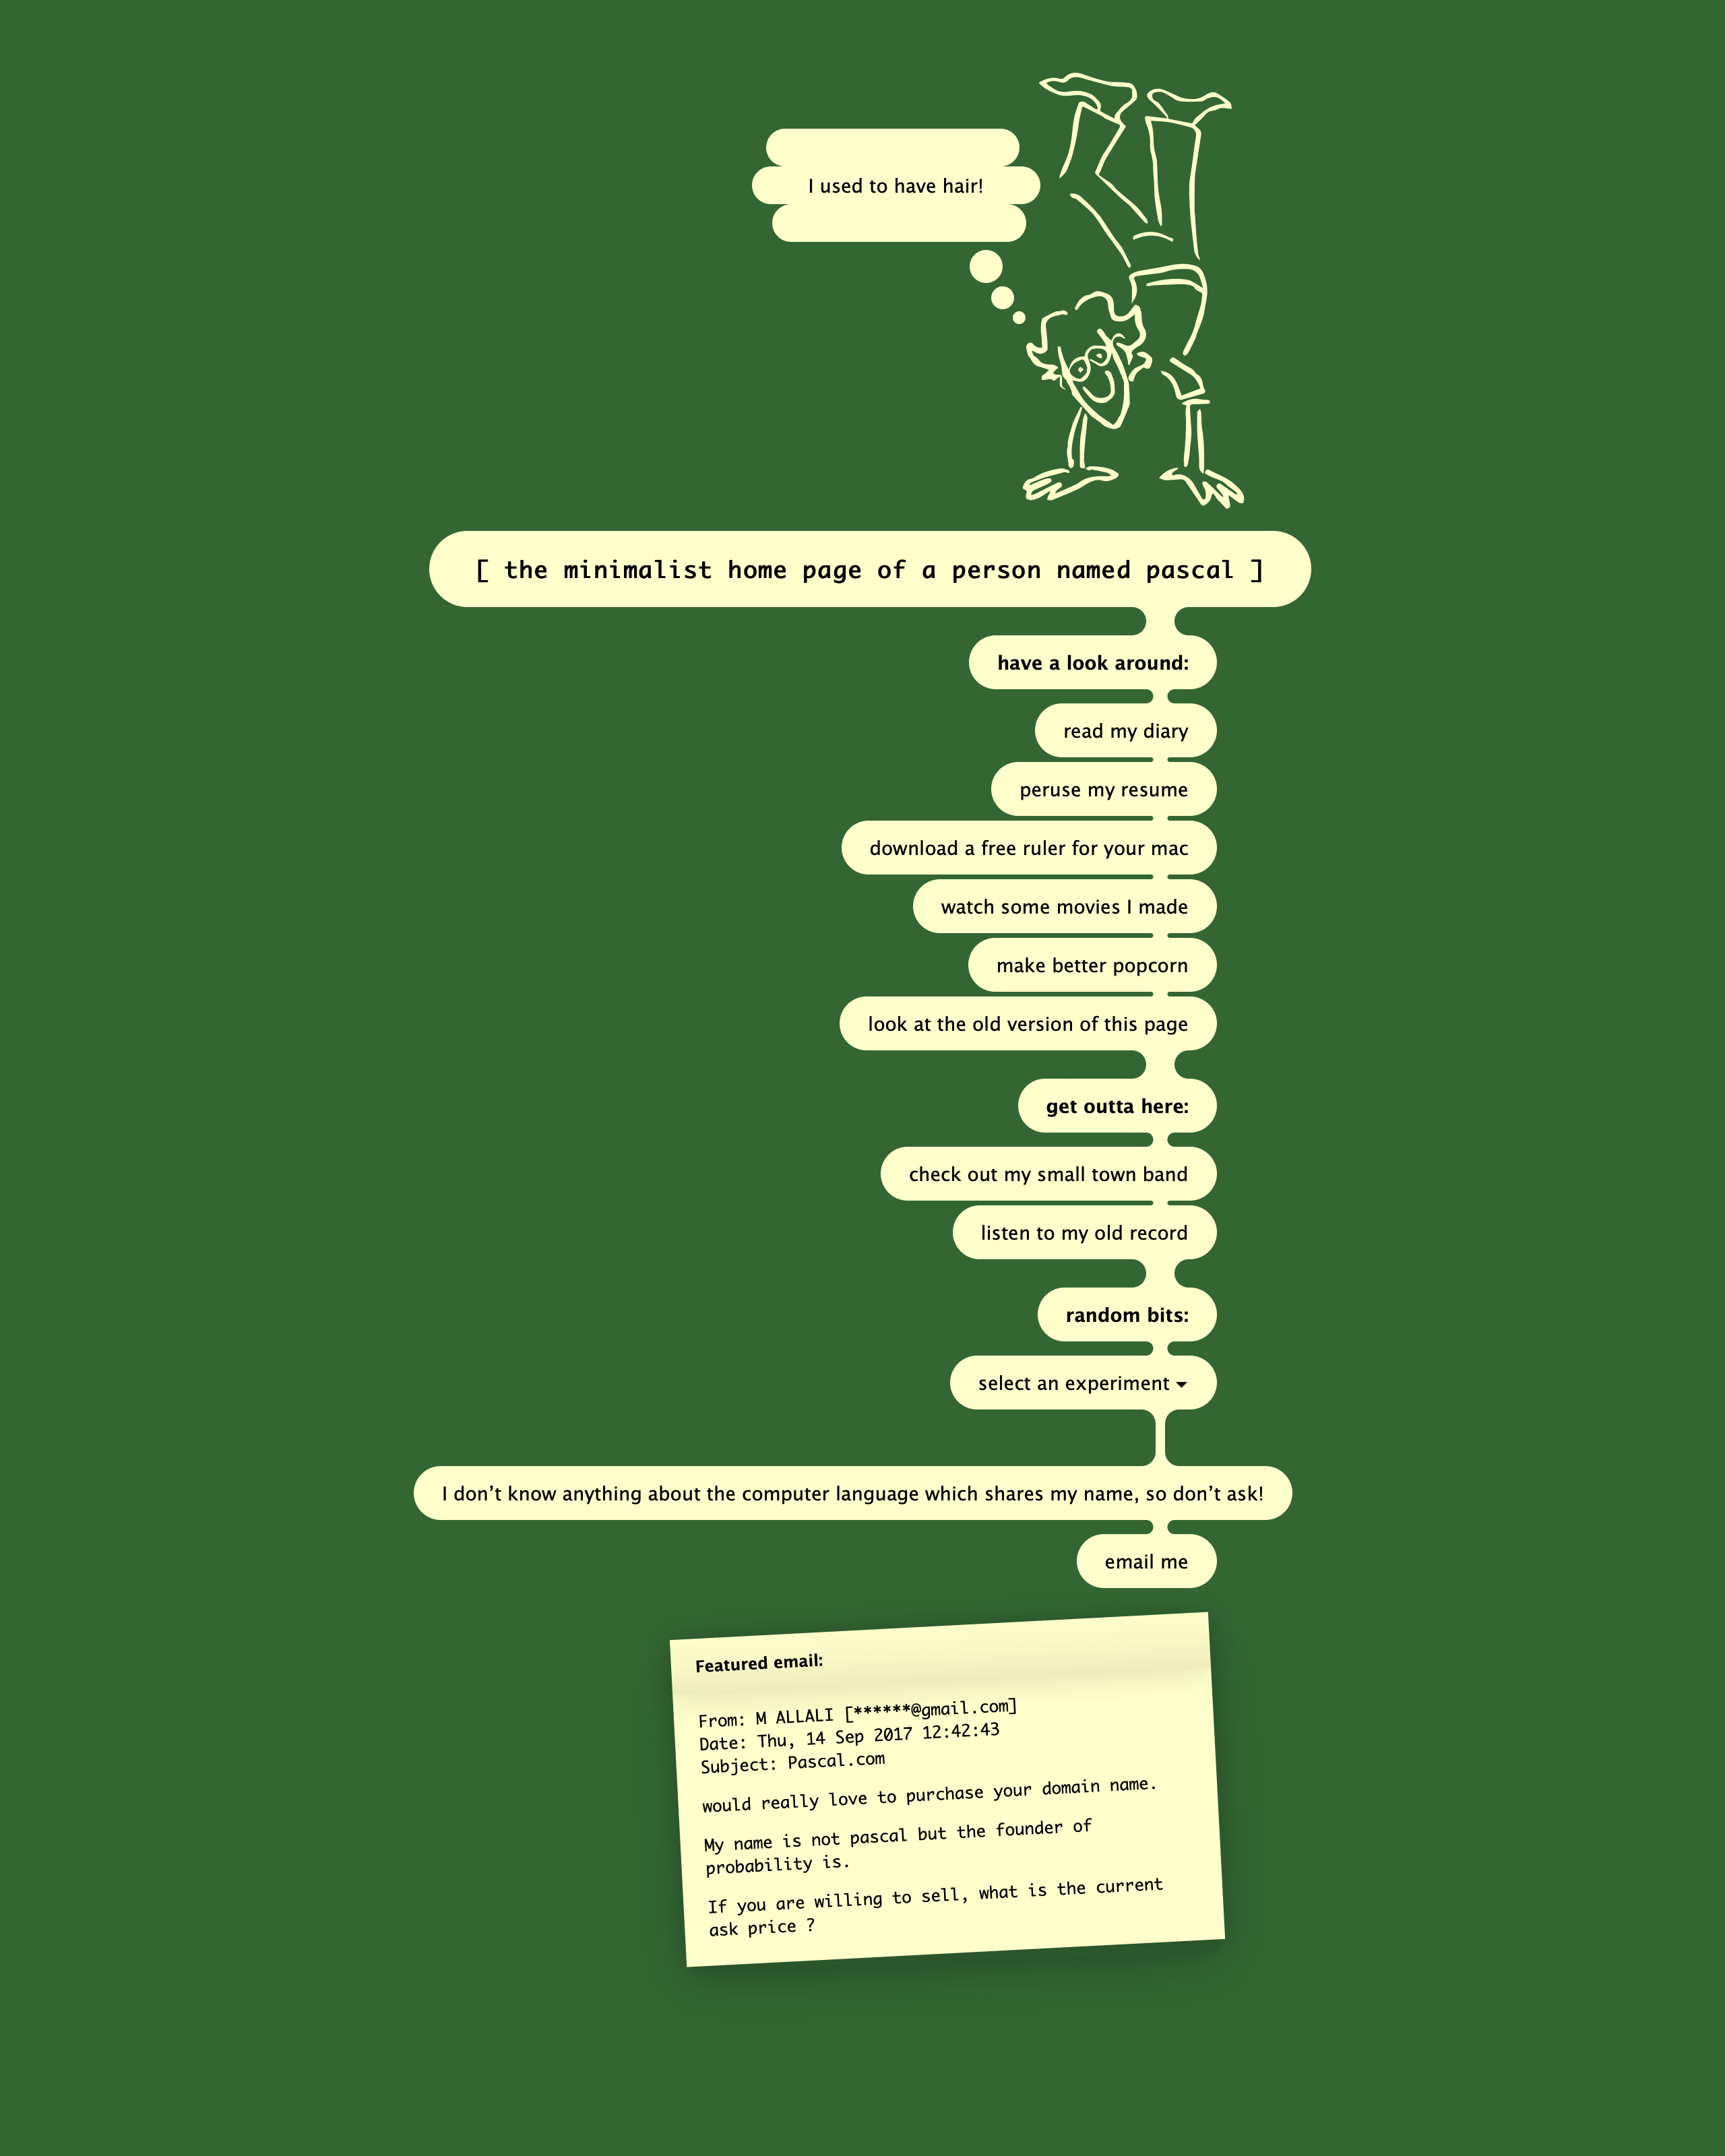 I used to have hair!
[ the minimalist home page of a person named pascal ]
have a look around:
read my diary
peruse my resume
download a free ruler for your mac
watch some movies I made
make better popcorn
look at the old version of this page
get outta here:
check out my small town band
listen to my old record
random bits:
select an experiment
I don’t know anything about the computer language which shares my name, so don’t ask!
email me
Featured email:
From: M ALLALI [******@gmail.com]
Date: Thu, 14 Sep 2017 12:42:43
Subject: Pascal.com
would really love to purchase your domain name.
My name is not pascal but the founder of
probability is.
If you are willing to sell, what is the current
ask price ?